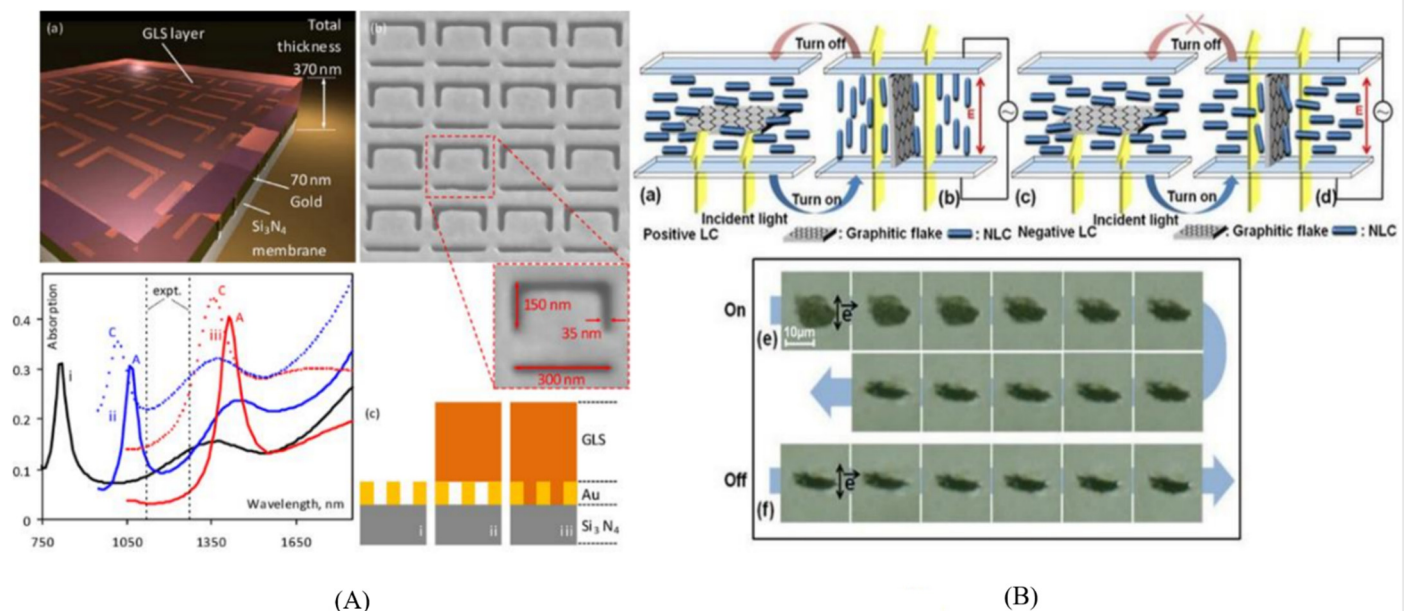 (a)
GLS layer
Total
thickness
370 nm
70 nm
Gold
Si₃N₄
membrane
(b)
150 nm
35 nm
300 nm
Absorption
expt.
0.4
0.3
0.2
0.1
0
i
C
A
ii
C
A
iii
Wavelength, nm
750 1050 1350 1650
(c)
GLS
Au
Si₃ N₄
i ii iii
(A)
Turn off
Turn on
E
(a)
(b)
Incident light
Positive LC
: Graphitic flake : NLC
Turn off
Turn on
E
(c)
(d)
Incident light
Negative LC
: Graphitic flake : NLC
On
e
10μm
(e)
Off
e
(f)
(B)